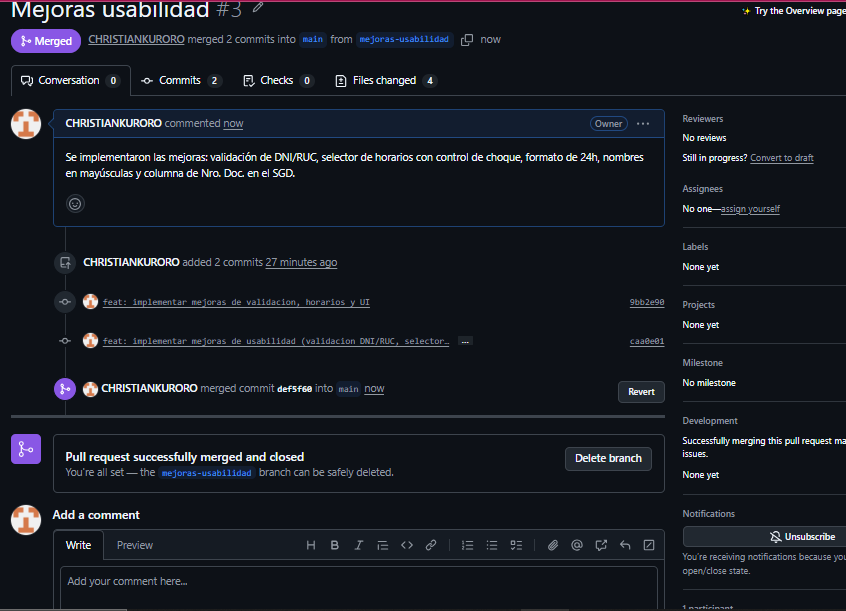 Mejoras usabilidad #3
Try the Overview page
Merged CHRISTIANKURORO merged 2 commits into main from mejoras-usabilidad now
Conversation 0 Commits 2 Checks 0 Files changed 4
CHRISTIANKURORO commented now Owner
Se implementaron las mejoras: validación de DNI/RUC, selector de horarios con control de choque, formato de 24h, nombres
en mayúsculas y columna de Nro. Doc. en el SGD.
CHRISTIANKURORO added 2 commits 27 minutes ago
feat: implementar mejoras de validacion, horarios y UI 9bb2e90
feat: implementar mejoras de usabilidad (validacion DNI/RUC, selector… ... caa0e01
CHRISTIANKURORO merged commit def5f60 into main now
Revert
Pull request successfully merged and closed
You're all set — the mejoras-usabilidad branch can be safely deleted.
Delete branch
Add a comment
Write Preview
Add your comment here...
Reviewers
No reviews
Still in progress? Convert to draft
Assignees
No one—assign yourself
Labels
None yet
Projects
None yet
Milestone
No milestone
Development
Successfully merging this pull request ma
issues.
None yet
Notifications
Unsubscribe
You're receiving notifications because you
open/close state.
1 participant